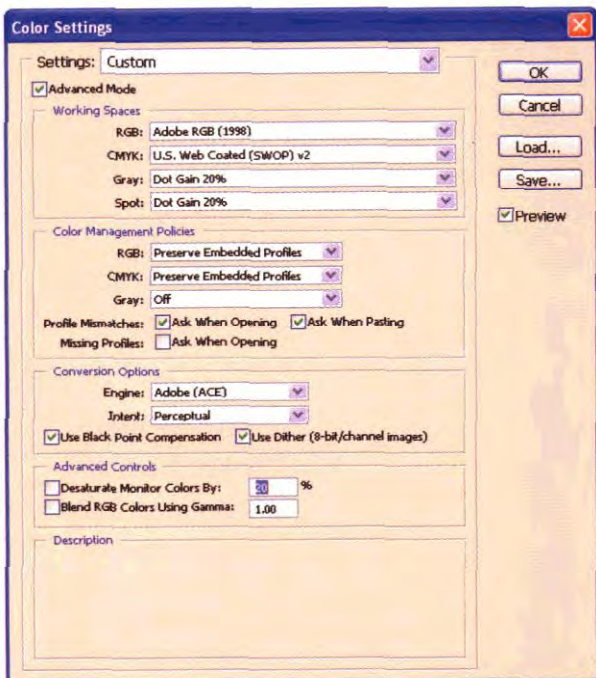 Color Settings
Settings: Custom
OK
Advanced Mode
Cancel
Working Spaces
RGB: Adobe RGB (1998)
Load...
CMYK: U.S. Web Coated (SWOP) v2
Gray: Dot Gain 20%
Save...
Spot: Dot Gain 20%
Preview
Color Management Policies
RGB: Preserve Embedded Profiles
CMYK: Preserve Embedded Profiles
Gray: Off
Profile Mismatches: Ask When Opening Ask When Pasting
Missing Profiles: Ask When Opening
Conversion Options
Engine: Adobe (ACE)
Intent: Perceptual
Use Black Point Compensation Use Dither (8-bit/channel images)
Advanced Controls
Desaturate Monitor Colors By: 20 %
Blend RGB Colors Using Gamma: 1.00
Description